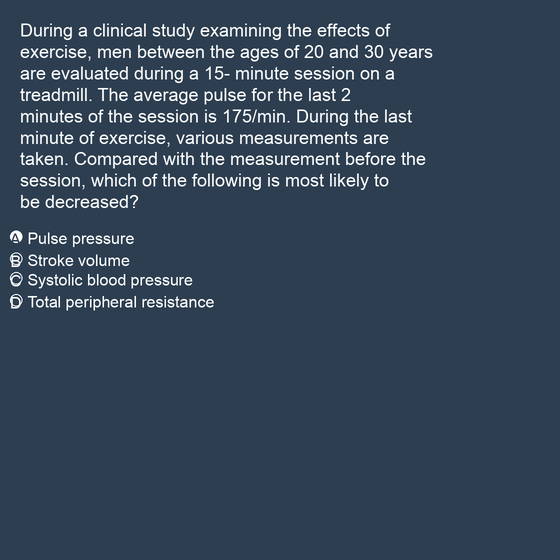 During a clinical study examining the effects of
exercise, men between the ages of 20 and 30 years
are evaluated during a 15- minute session on a
treadmill. The average pulse for the last 2
minutes of the session is 175/min. During the last
minute of exercise, various measurements are
taken. Compared with the measurement before the
session, which of the following is most likely to
be decreased?
A Pulse pressure
B Stroke volume
C Systolic blood pressure
D Total peripheral resistance